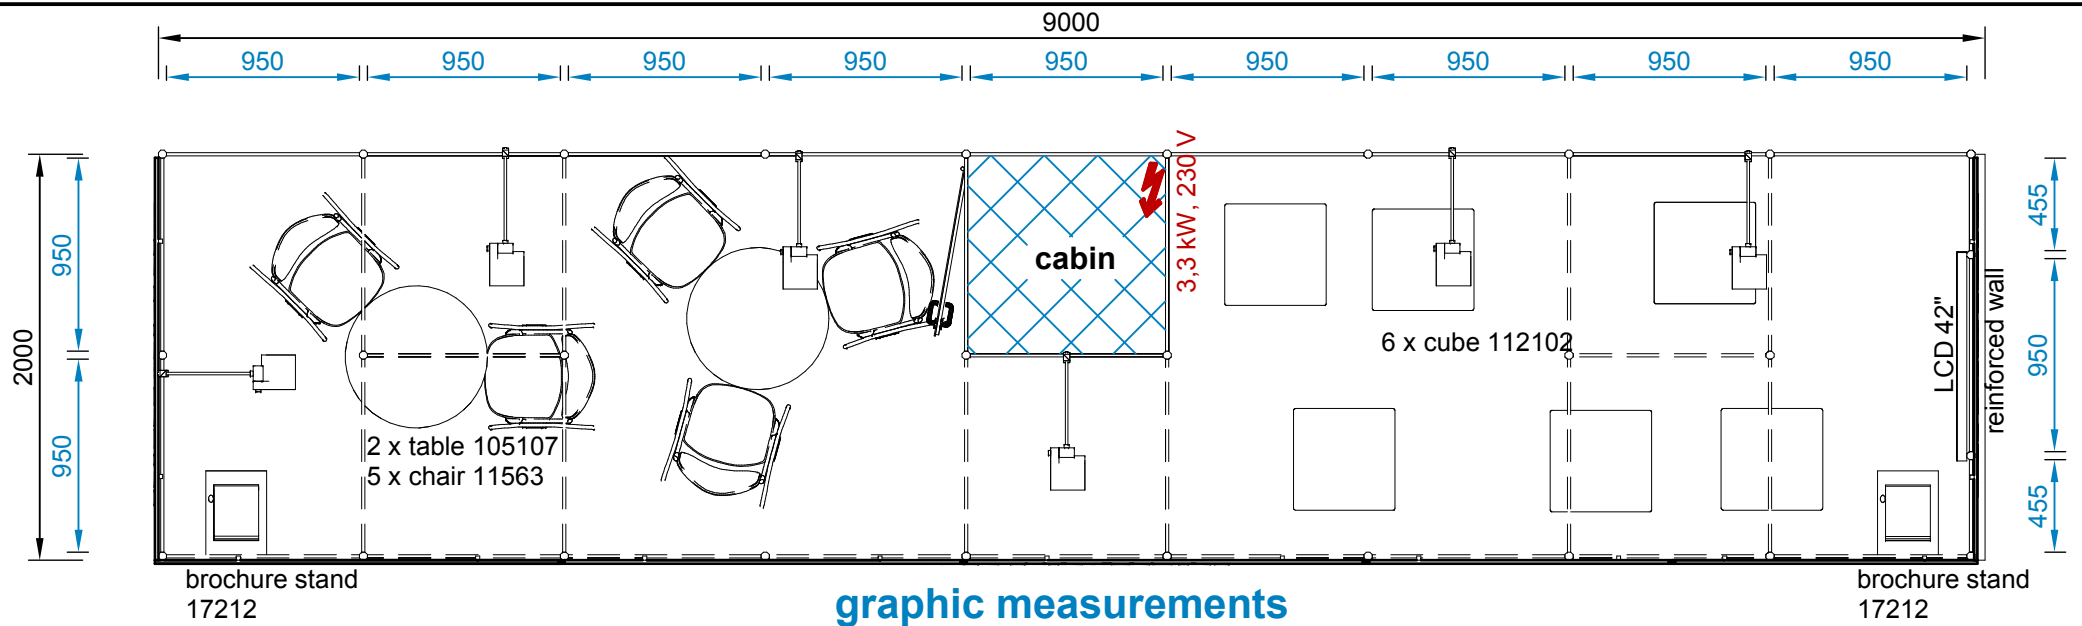 9000
950 950 950 950 950 950 950 950 950
3,3 kW, 230 V
cabin
950
455
2000
LCD 42"
reinforced wall
6 x cube 112102
950
950
2 x table 105107
5 x chair 11563
455
brochure stand
17212
graphic measurements
brochure stand
17212